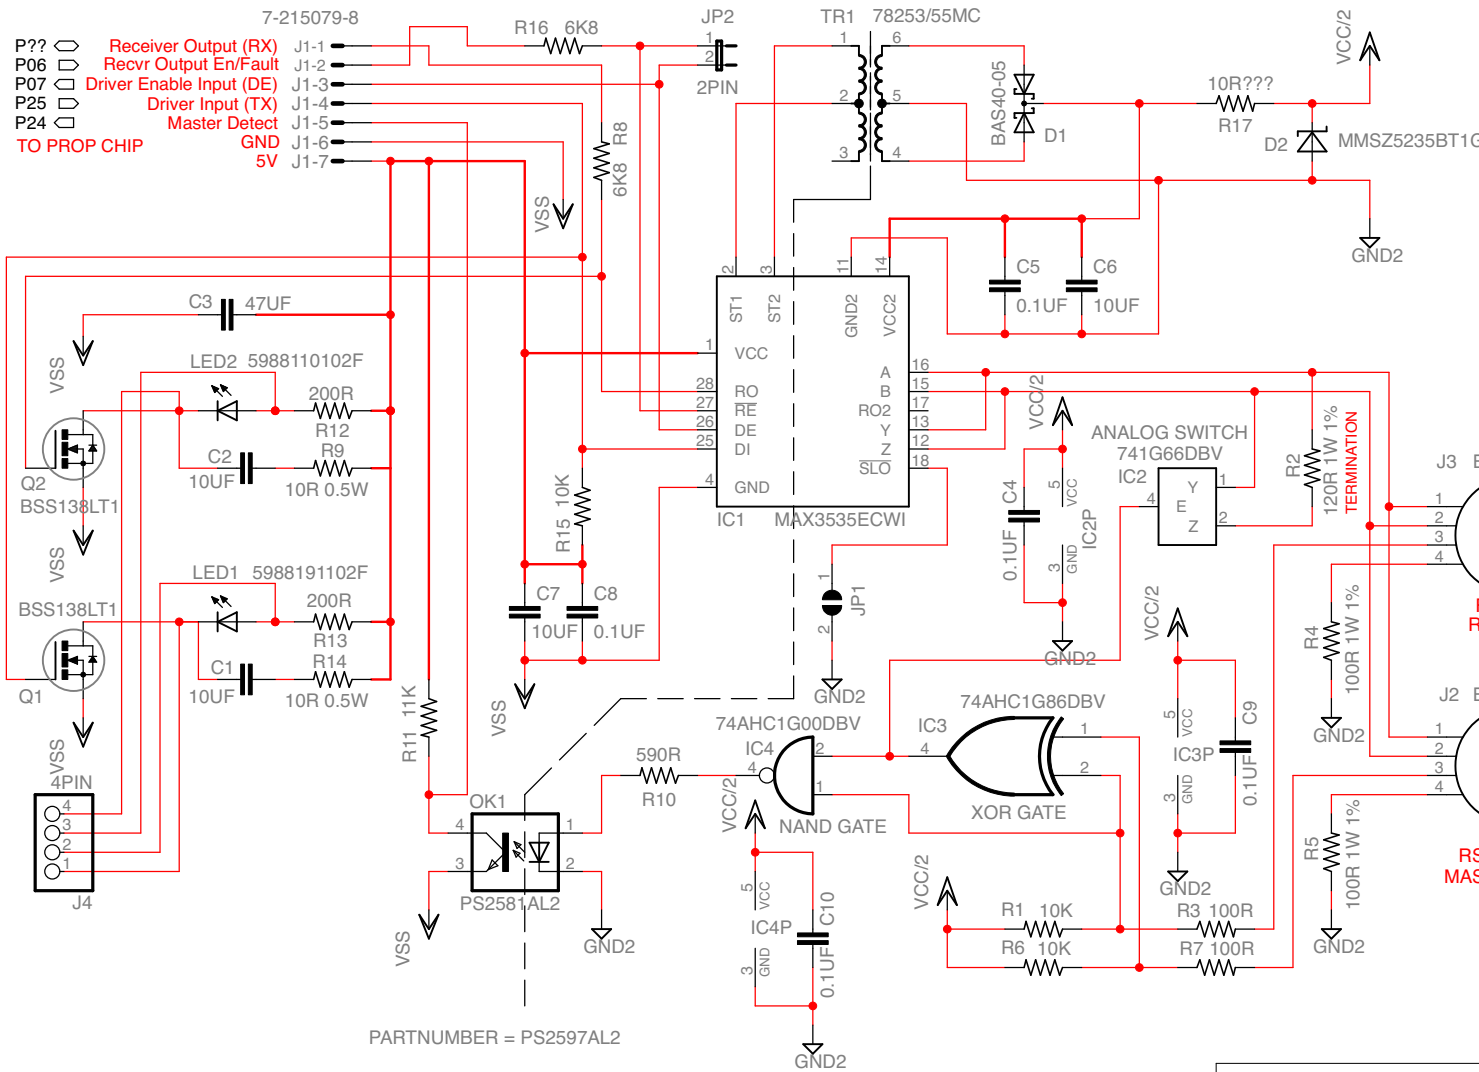 7-215079-8
P?? Receiver Output (RX) J1-1
P06 Recvr Output En/Fault J1-2
P07 Driver Enable Input (DE) J1-3
P25 Driver Input (TX) J1-4
P24 Master Detect J1-5
TO PROP CHIP GND J1-6
5V J1-7
R16 6K8
JP2
1
2
2PIN
R8
6K8
VSS
TR1 78253/55MC
1
2
3
6
5
4
BAS40-05
D1
10R???
R17
VCC/2
D2 MMSZ5235BT1G
GND2
C5
0.1UF
C6
10UF
C3 47UF
VSS
LED2 5988110102F
200R
R12
C2
10UF
R9
10R 0.5W
Q2
BSS138LT1
VSS
LED1 5988191102F
BSS138LT1
200R
R13
R14
C1
10UF 10R 0.5W
Q1
VSS
4PIN
4
3
2
1
J4
2 3 11 14
ST1 ST2 GND2 VCC2
1 VCC
28 RO
27 RE
26 DE
25 DI
4 GND
A 16
B 15
RO2 17
Y 13
Z 12
SLO 18
IC1 MAX3535ECWI
R15 10K
C7
10UF
C8
0.1UF
VSS
R11 11K
1
JP1
2
GND2
VCC/2
C4
0.1UF
5
VCC
IC2P
3
GND
GND2
ANALOG SWITCH
741G66DBV
IC2
4
Y 1
E
Z 2
R2
120R 1W 1%
TERMINATION
J3
1
2
3
4
R4
100R 1W 1%
GND2
J2
1
2
3
4
R5
100R 1W 1%
GND2
VCC/2
5
VCC
IC3P
3
GND
C9
0.1UF
GND2
74AHC1G86DBV
IC3
4
1
2
XOR GATE
74AHC1G00DBV
IC4
4
2
1
NAND GATE
590R
R10
VCC/2
5
VCC
IC4P
3
GND
C10
0.1UF
GND2
OK1
4
3
1
2
PS2581AL2
VSS
GND2
VCC/2
R1 10K
R6 10K
R3 100R
R7 100R
PARTNUMBER = PS2597AL2